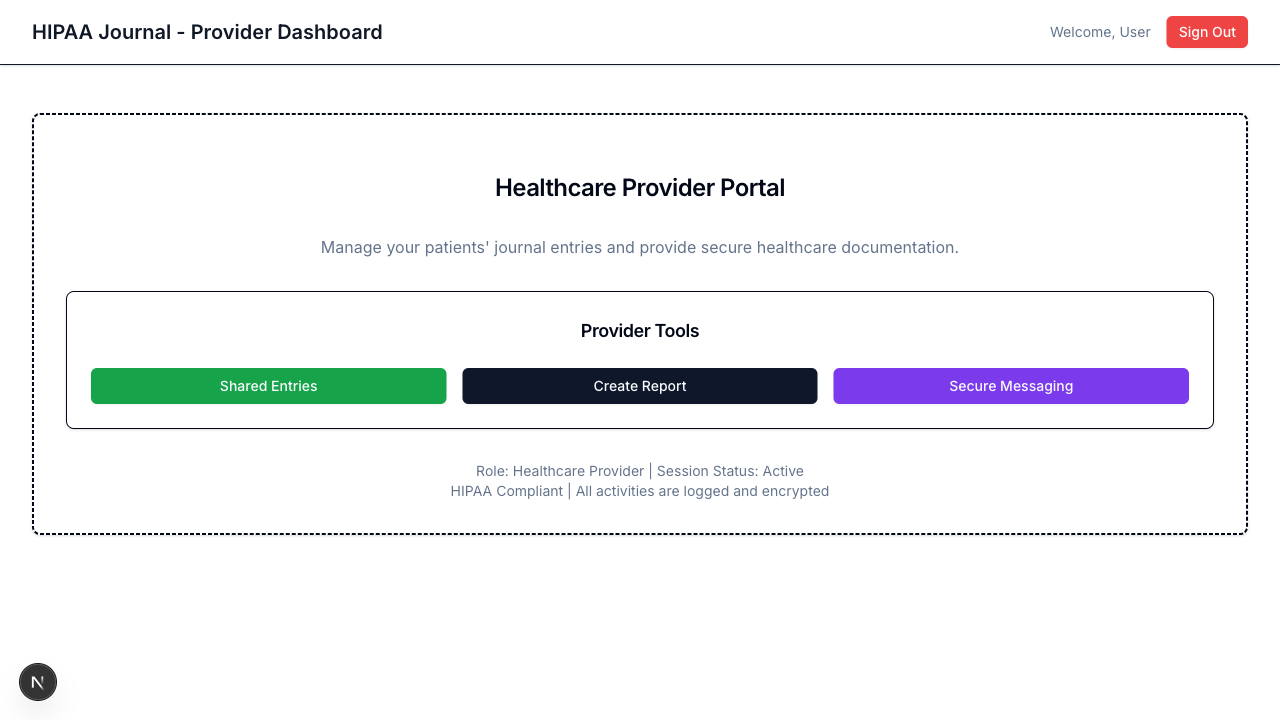 HIPAA Journal - Provider Dashboard
Welcome, User
Sign Out
Healthcare Provider Portal
Manage your patients' journal entries and provide secure healthcare documentation.
Provider Tools
Shared Entries
Create Report
Secure Messaging
Role: Healthcare Provider | Session Status: Active
HIPAA Compliant | All activities are logged and encrypted
N